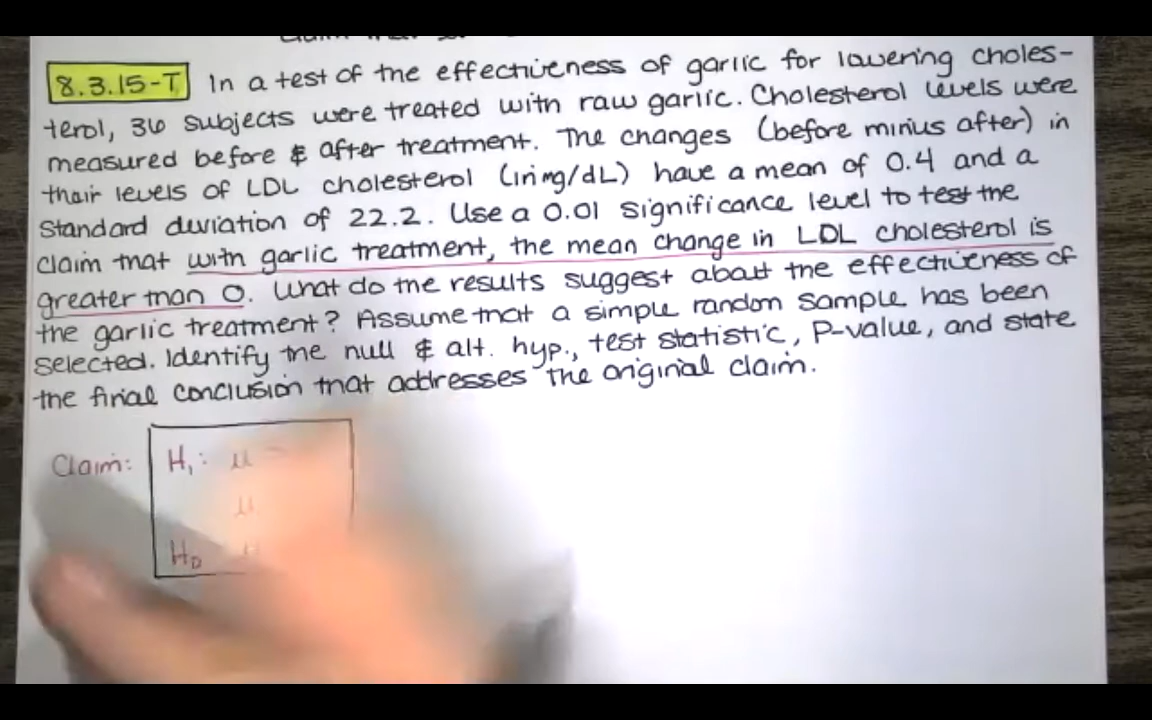 8.3.15-T In a test of the effectiveness of garlic for lowering choles-
terol, 36 subjects were treated with raw garlic. Cholesterol levels were
measured before & after treatment. The changes (before minus after) in
their levels of LDL cholesterol (in mg/dL) have a mean of 0.4 and a
standard deviation of 22.2. Use a 0.01 significance level to test the
claim that with garlic treatment, the mean change in LDL cholesterol is
greater than 0. What do the results suggest about the effectiveness of
the garlic treatment? Assume that a simple random sample has been
selected. Identify the null & alt. hyp., test statistic, P-value, and state
the final conclusion that addresses the original claim.
Claim: H₁: μ
μ
H₀ μ